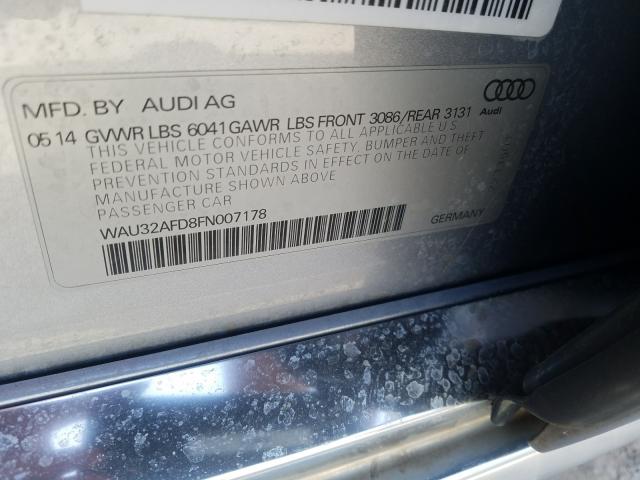 MFD. BY AUDI AG
Audi
05 14 GVWR LBS 6041 GAWR LBS FRONT 3086/REAR 3131
THIS VEHICLE CONFORMS TO ALL APPLICABLE U.S.
FEDERAL MOTOR VEHICLE SAFETY, BUMPER AND THEFT
PREVENTION STANDARDS IN EFFECT ON THE DATE OF
MANUFACTURE SHOWN ABOVE
PASSENGER CAR
WAU32AFD8FN007178
GERMANY